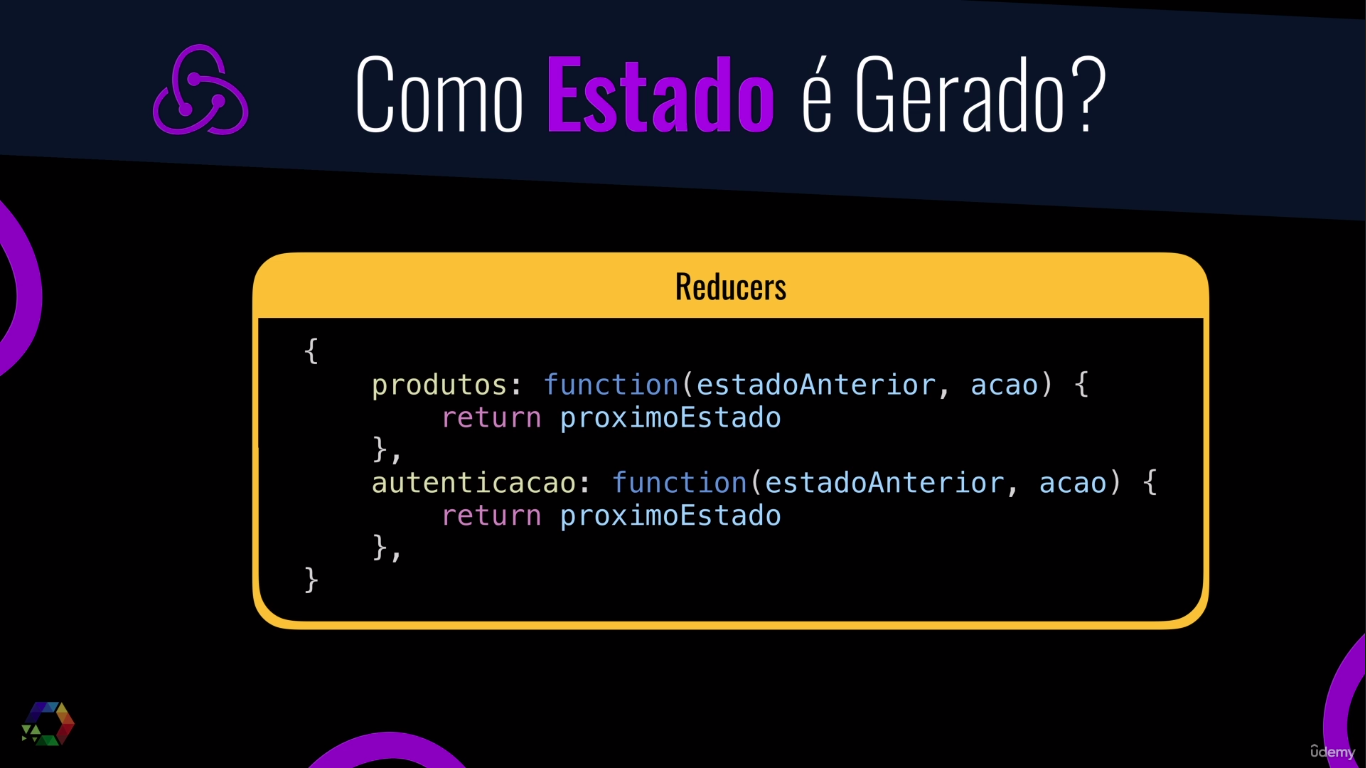 Como Estado é Gerado?
Reducers
{
    produtos: function(estadoAnterior, acao) {
        return proximoEstado
    },
    autenticacao: function(estadoAnterior, acao) {
        return proximoEstado
    },
}
ûdemy